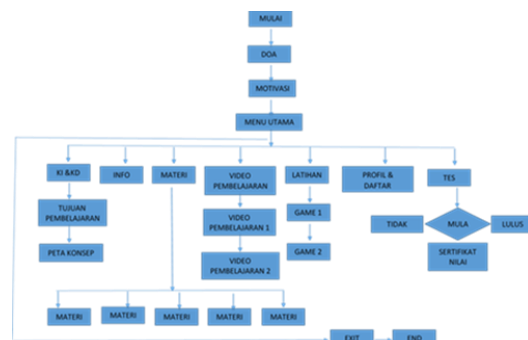 MULAI
DOA
MOTIVASI
MENU UTAMA
KI &KD
INFO
MATERI
VIDEO
PEMBELAJARAN
LATIHAN
PROFIL &
DAFTAR
TES
TUJUAN
PEMBELAJARAN
VIDEO
PEMBELAJARAN 1
GAME 1
TIDAK
MULA
LULUS
PETA KONSEP
VIDEO
PEMBELAJARAN 2
GAME 2
SERTIFIKAT
NILAI
MATERI
MATERI
MATERI
MATERI
MATERI
EXIT
END